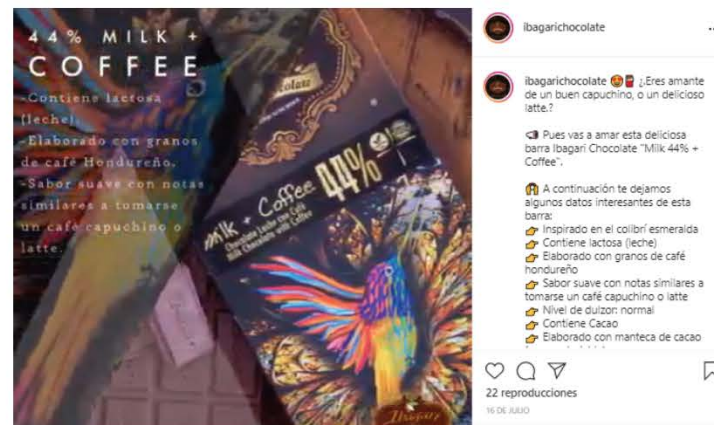 44% MILK +
COFFEE
-Contiene lactosa
(leche).
-Elaborado con granos
de café Hondureño.
-Sabor suave con notas
similares a tomarse
un café capuchino o
latte.
Milk + Coffee 44%
Chocolate Leche con Café
Milk Chocolate with Coffee
ibagarichocolate
ibagarichocolate 😍🍫 ¿Eres amante
de un buen capuchino, o un delicioso
latte.?
📢 Pues vas a amar esta deliciosa
barra Ibagari Chocolate "Milk 44% +
Coffee".
🙌 A continuación te dejamos
algunos datos interesantes de esta
barra:
👉 Inspirado en el colibrí esmeralda
👉 Contiene lactosa (leche)
👉 Elaborado con granos de café
hondureño
👉 Sabor suave con notas similares a
tomarse un café capuchino o latte
👉 Nivel de dulzor: normal
👉 Contiene Cacao
👉 Elaborado con manteca de cacao
22 reproducciones
16 DE JULIO